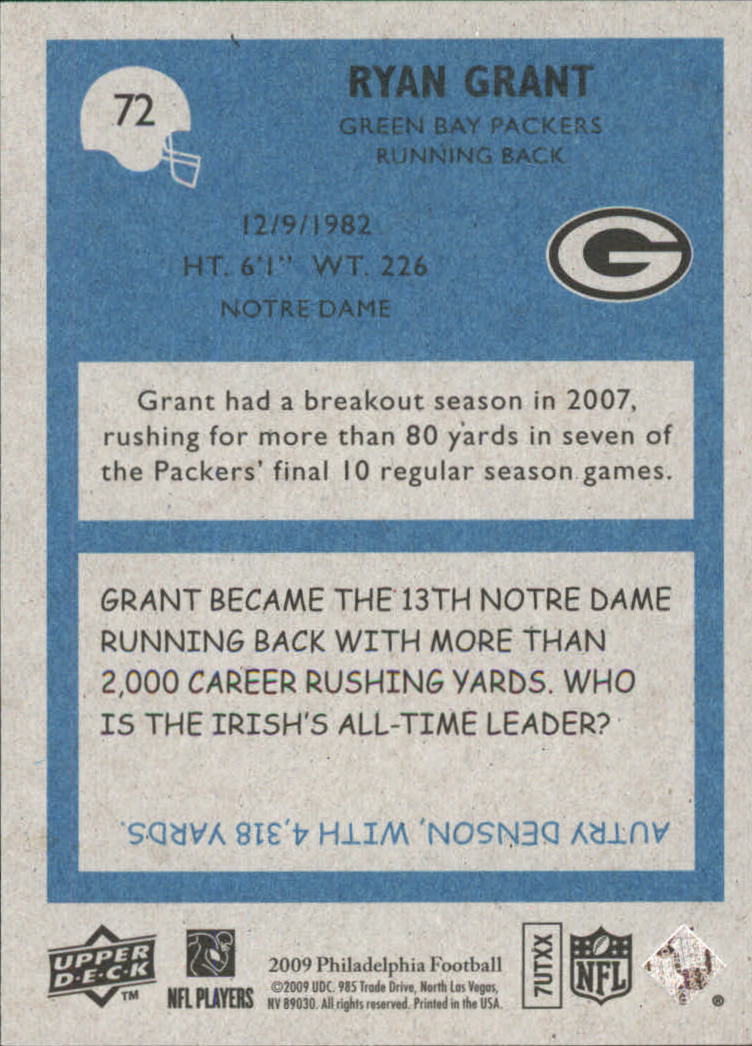 72
RYAN GRANT
GREEN BAY PACKERS
RUNNING BACK
12/9/1982
HT. 6'1" WT. 226
NOTRE DAME
G
Grant had a breakout season in 2007,
rushing for more than 80 yards in seven of
the Packers' final 10 regular season games.
GRANT BECAME THE 13TH NOTRE DAME
RUNNING BACK WITH MORE THAN
2,000 CAREER RUSHING YARDS. WHO
IS THE IRISH'S ALL-TIME LEADER?
AUTRY DENSON, WITH 4,318 YARDS.
UPPER
D·E·C·K
TM
NFL PLAYERS
2009 Philadelphia Football
©2009 UDC. 985 Trade Drive, North Las Vegas,
NV 89030. All rights reserved. Printed in the USA.
7UTXX
NFL
®